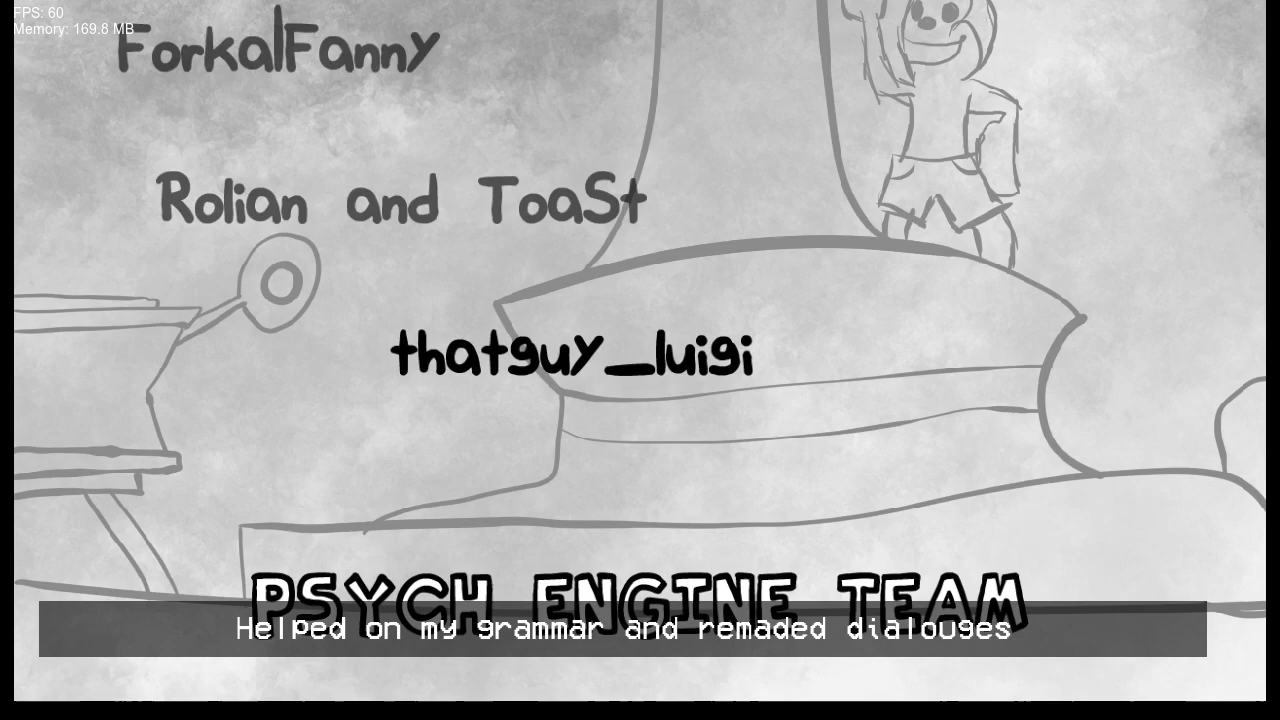 FPS: 60
Memory: 169.8 MB
ForkalFanny
Rolian and ToaSt
thatguy_luigi
PSYCH ENGINE TEAM
Helped on my grammar and remaded dialouges